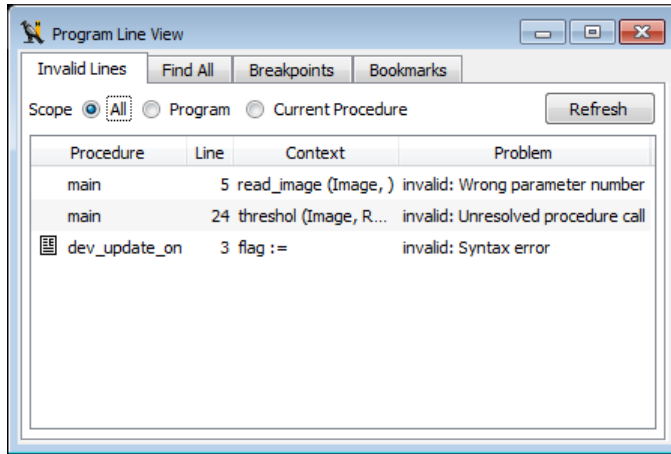 Program Line View
Invalid Lines Find All Breakpoints Bookmarks
Scope All Program Current Procedure Refresh
Procedure Line Context Problem
main 5 read_image (Image, ) invalid: Wrong parameter number
main 24 threshol (Image, R... invalid: Unresolved procedure call
dev_update_on 3 flag := invalid: Syntax error